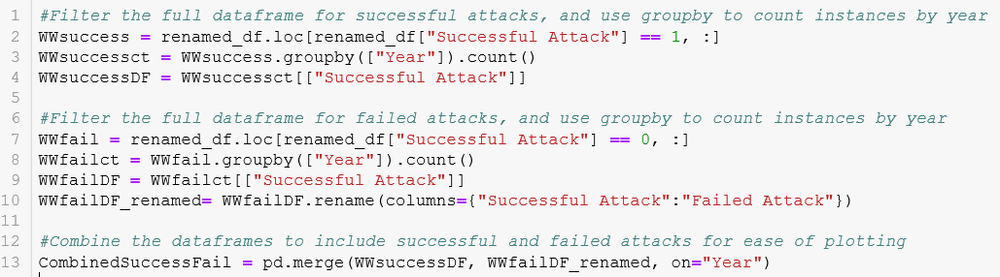 1 #Filter the full dataframe for successful attacks, and use groupby to count instances by year
2 WWsuccess = renamed_df.loc[renamed_df["Successful Attack"] == 1, :]
3 WWsuccessct = WWsuccess.groupby(["Year"]).count()
4 WWsuccessDF = WWsuccessct[["Successful Attack"]]
5
6 #Filter the full dataframe for failed attacks, and use groupby to count instances by year
7 WWfail = renamed_df.loc[renamed_df["Successful Attack"] == 0, :]
8 WWfailct = WWfail.groupby(["Year"]).count()
9 WWfailDF = WWfailct[["Successful Attack"]]
10 WWfailDF_renamed= WWfailDF.rename(columns={"Successful Attack":"Failed Attack"})
11
12 #Combine the dataframes to include successful and failed attacks for ease of plotting
13 CombinedSuccessFail = pd.merge(WWsuccessDF, WWfailDF_renamed, on="Year")